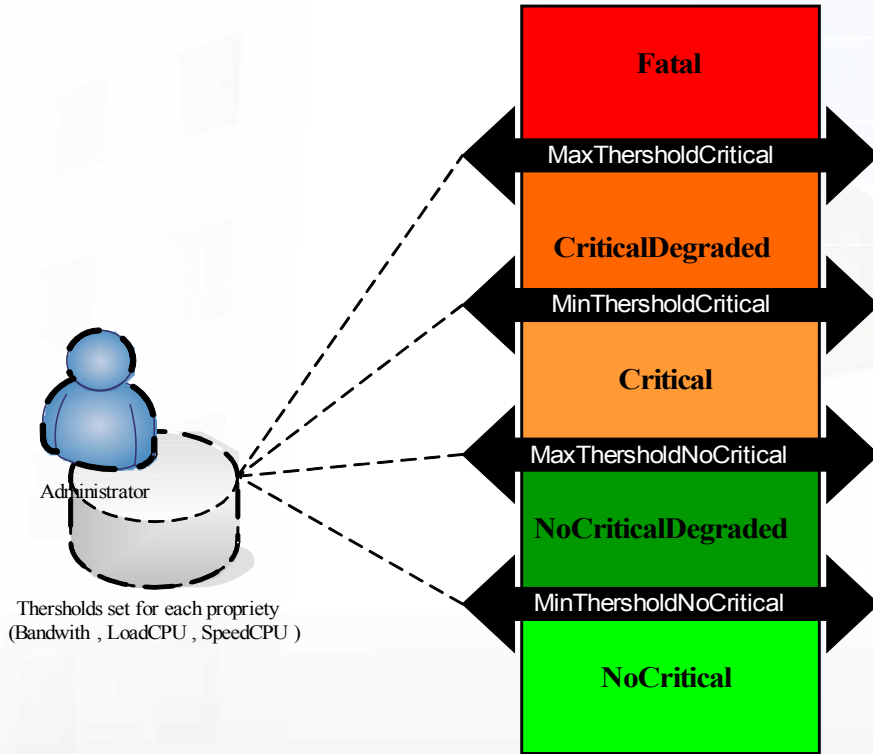 Fatal
MaxThersholdCritical
CriticalDegraded
MinThersholdCritical
Critical
MaxThersholdNoCritical
NoCriticalDegraded
MinThersholdNoCritical
NoCritical
Administrator
Thersholds set for each propriety
(Bandwith , LoadCPU , SpeedCPU )